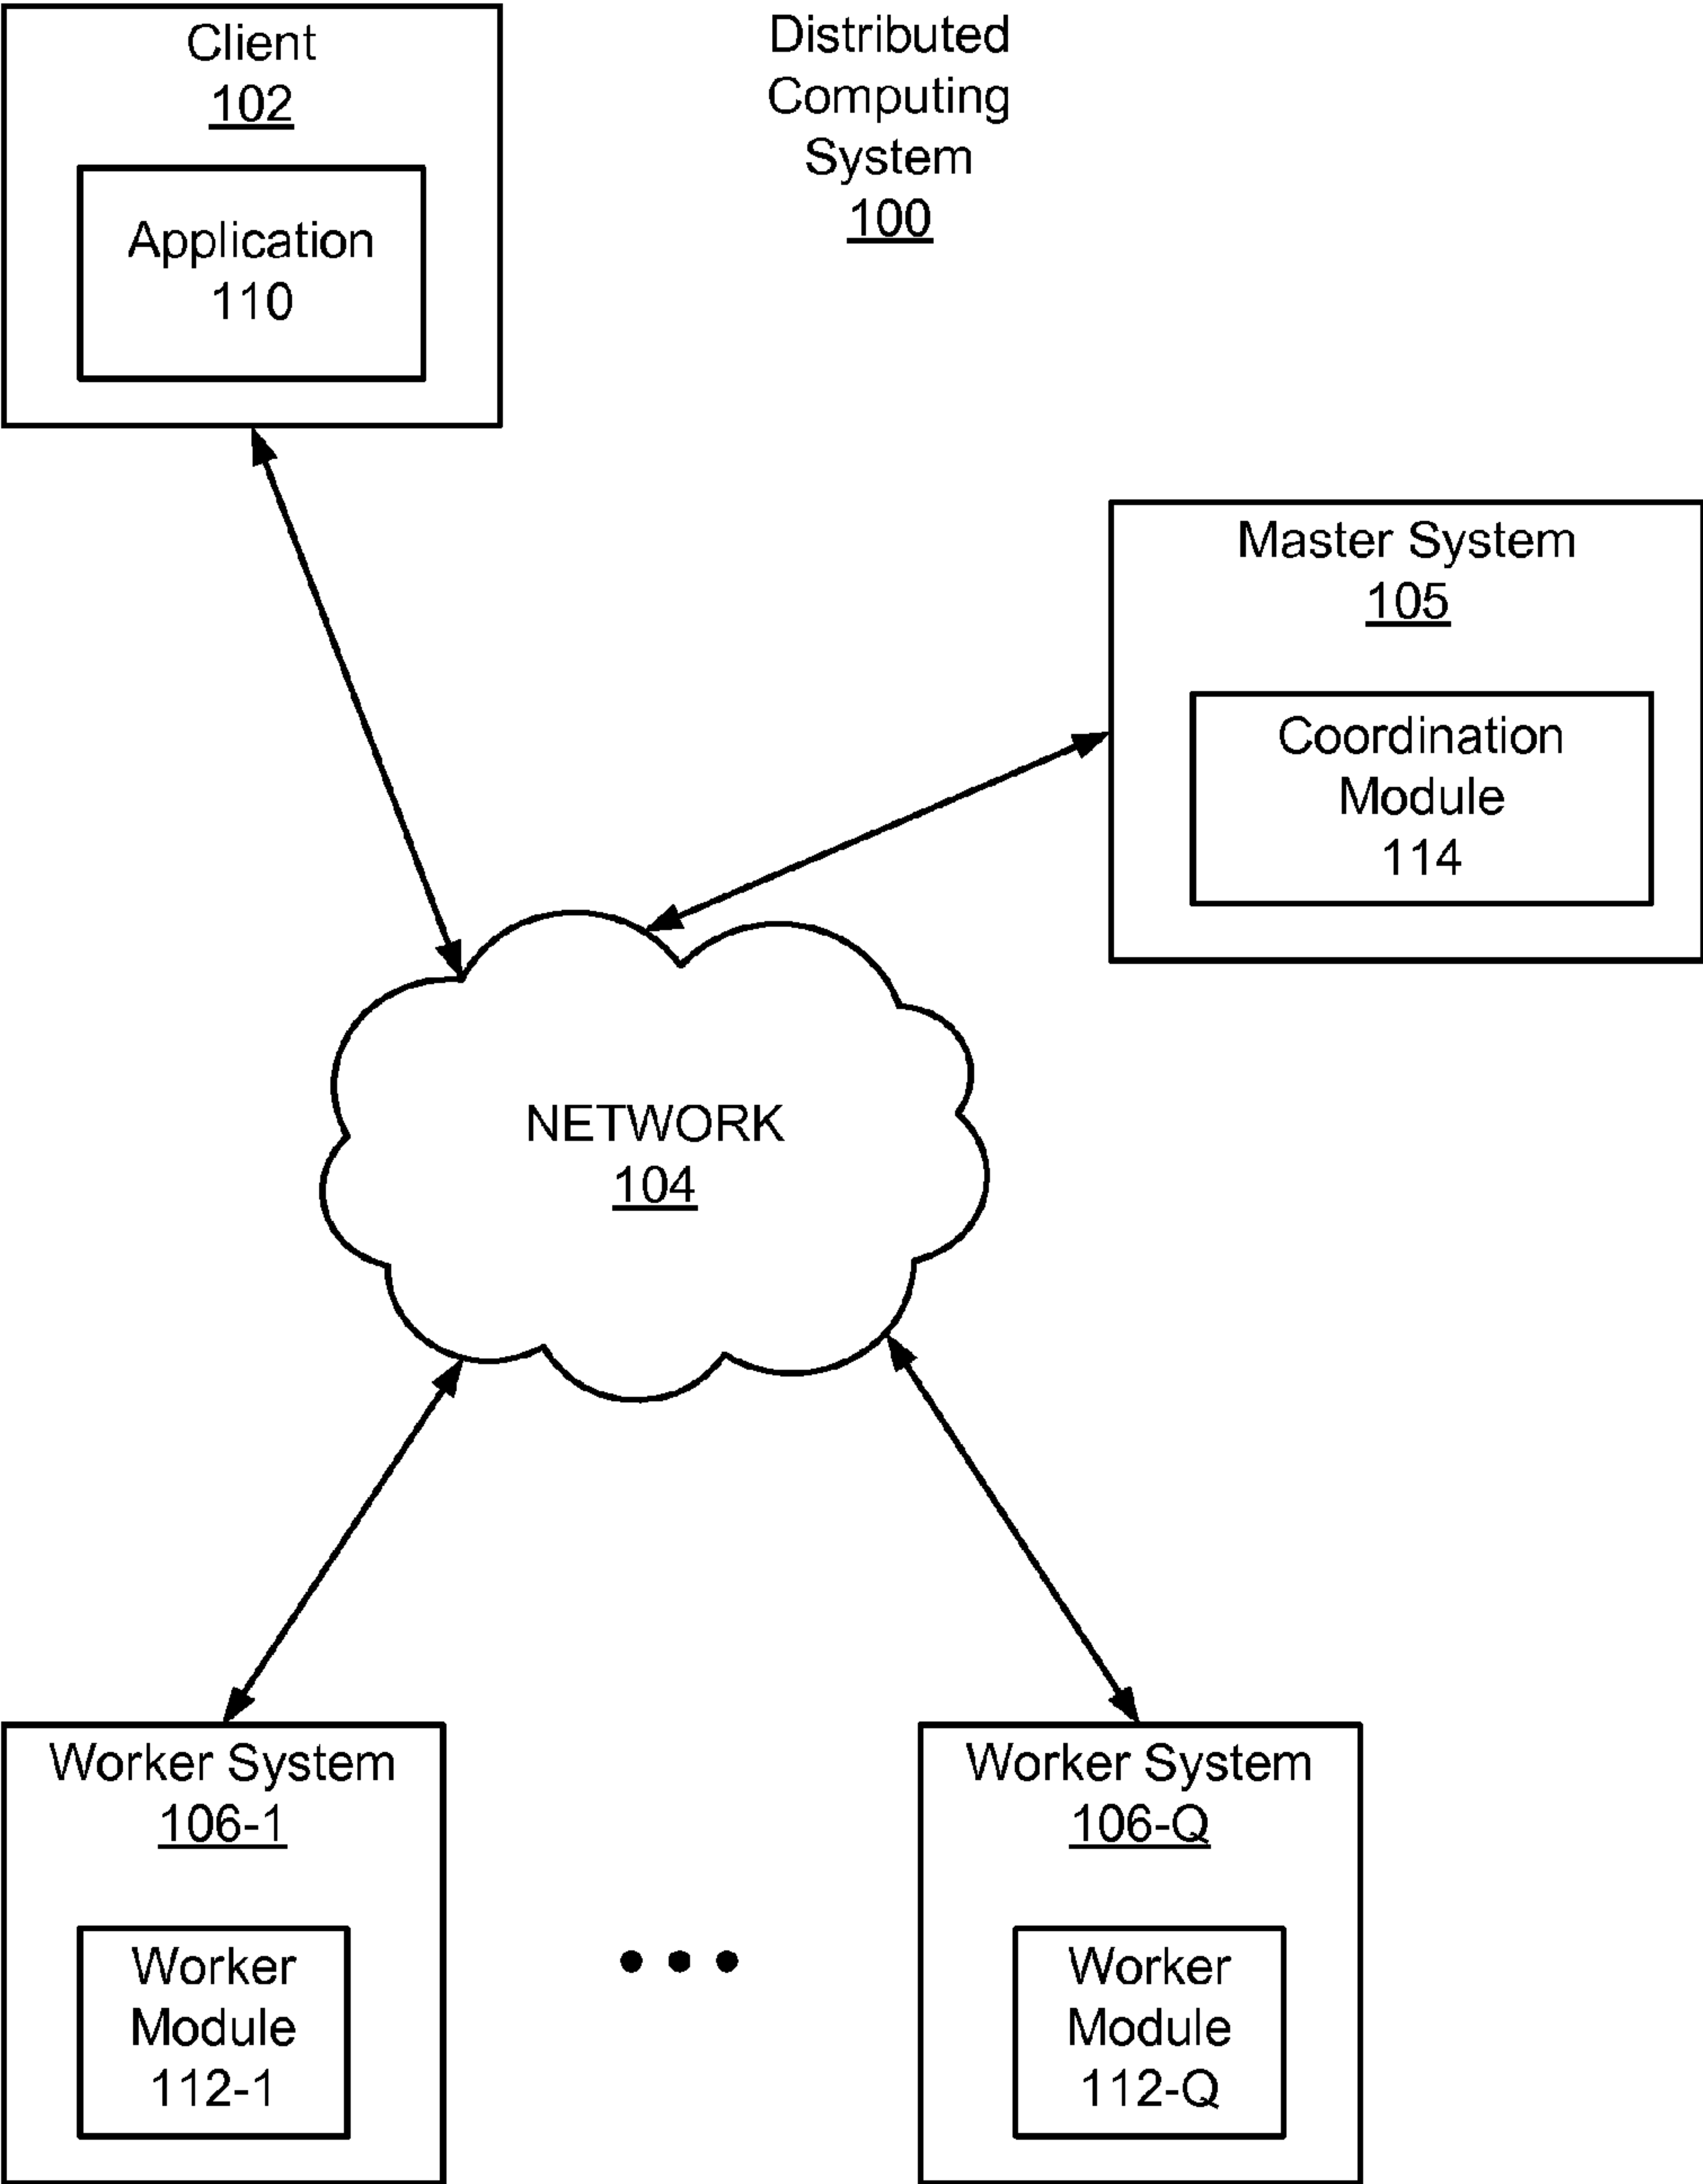 Client
102
Application
110
Distributed
Computing
System
100
Master System
105
Coordination
Module
114
NETWORK
104
Worker System
106-1
Worker
Module
112-1
Worker System
106-Q
Worker
Module
112-Q